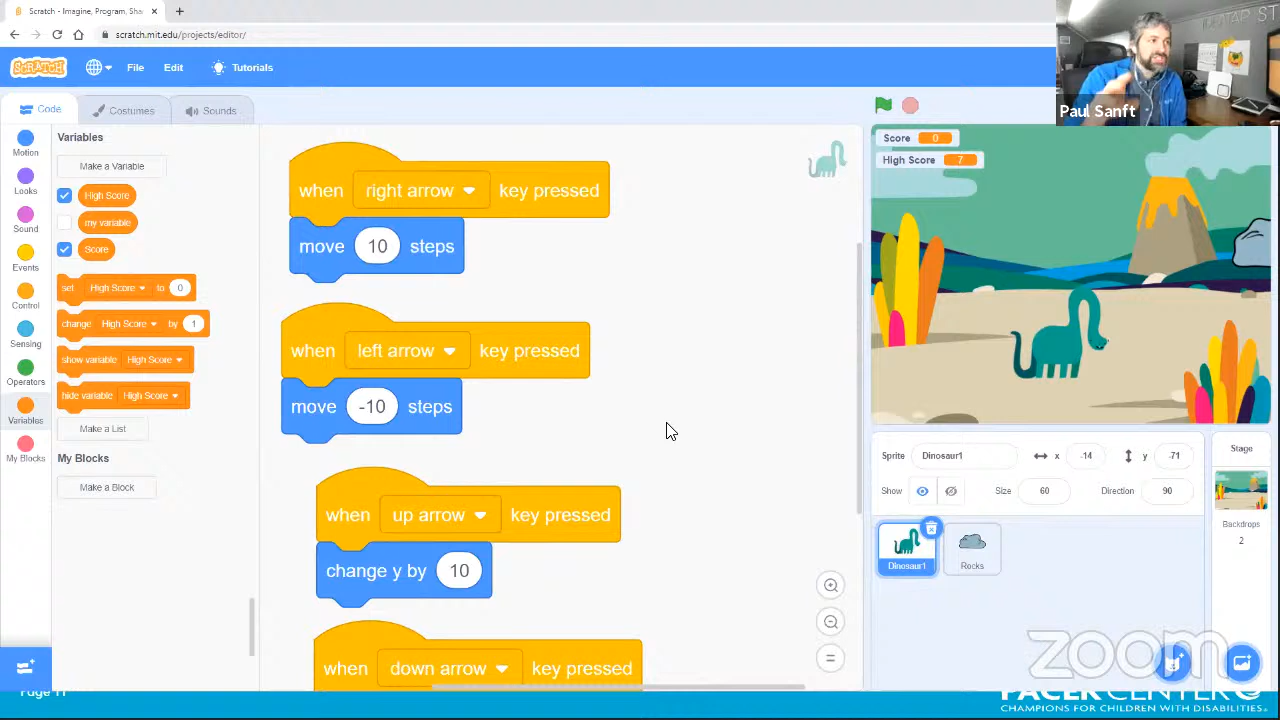 Scratch - Imagine, Program, Sha
scratch.mit.edu/projects/editor/
SCRATCH
File
Edit
Tutorials
Paul Sanft
Code
Costumes
Sounds
Motion
Looks
Sound
Events
Control
Sensing
Operators
Variables
My Blocks
Variables
Make a Variable
High Score
my variable
Score
set High Score to 0
change High Score by 1
show variable High Score
hide variable High Score
Make a List
My Blocks
Make a Block
when right arrow key pressed
move 10 steps
when left arrow key pressed
move -10 steps
when up arrow key pressed
change y by 10
when down arrow key pressed
Score 0
High Score 7
Sprite Dinosaur1 x -14 y -71
Show Size 60 Direction 90
Dinosaur1
Rocks
Stage
Backdrops
2
zoom
Page 11
PACER CENTER
CHAMPIONS FOR CHILDREN WITH DISABILITIES.